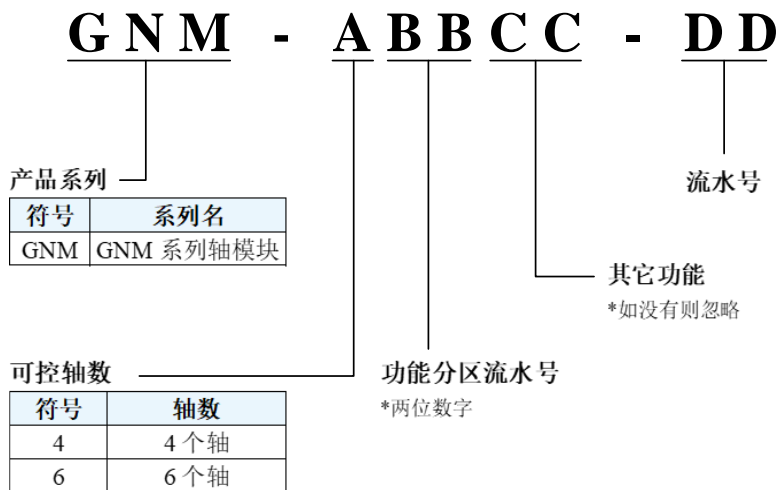 GNM - ABBCC - DD
产品系列
符号 系列名
GNM GNM 系列轴模块
流水号
其它功能
*如没有则忽略
可控轴数
符号 轴数
4 4 个轴
6 6 个轴
功能分区流水号
*两位数字